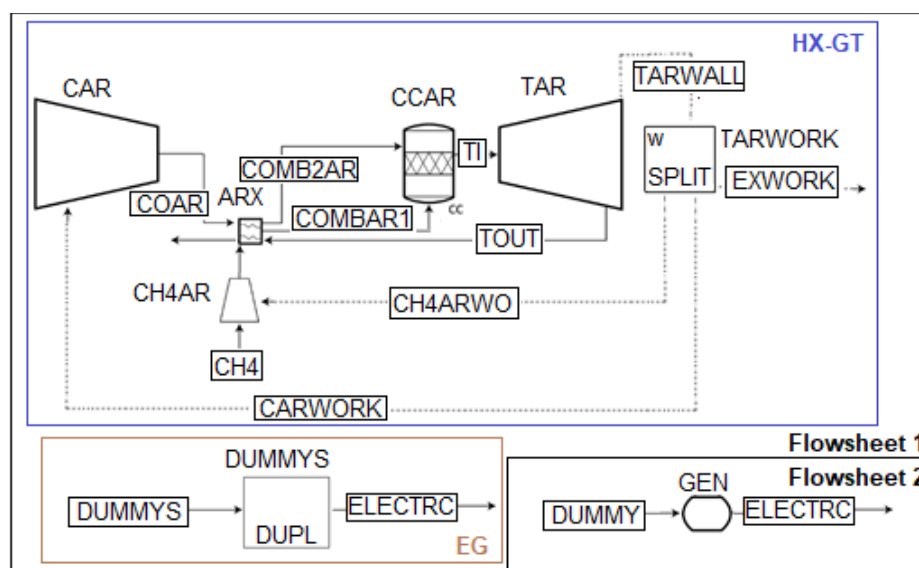 HX-GT
CAR
CCAR
TAR
TARWALL
W
SPLIT
TARWORK
EXWORK
TI
COMB2AR
COAR
ARX
COMBAR1
cc
TOUT
CH4AR
CH4ARWO
CH4
CARWORK
Flowsheet 1
Flowsheet 2
DUMMYS
DUMMYS
DUPL
ELECTRC
EG
GEN
DUMMY
ELECTRC